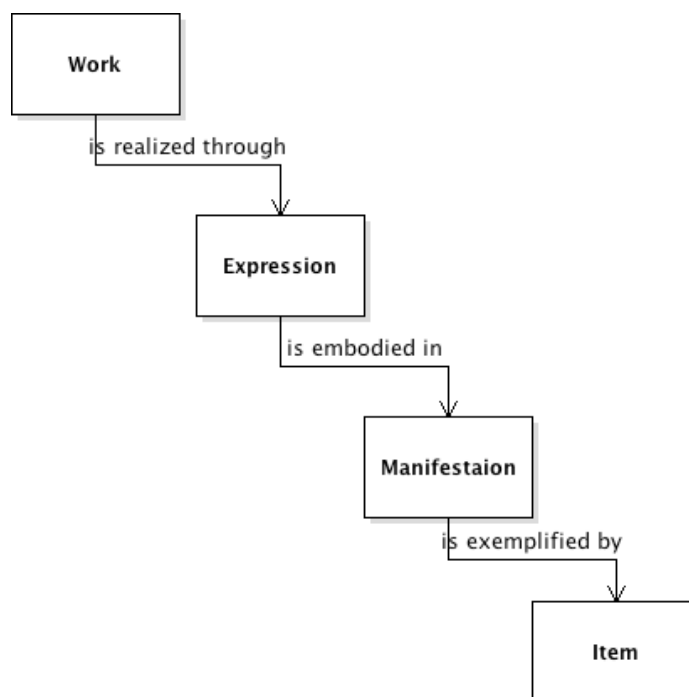 Work
is realized through
Expression
is embodied in
Manifestaion
is exemplified by
Item